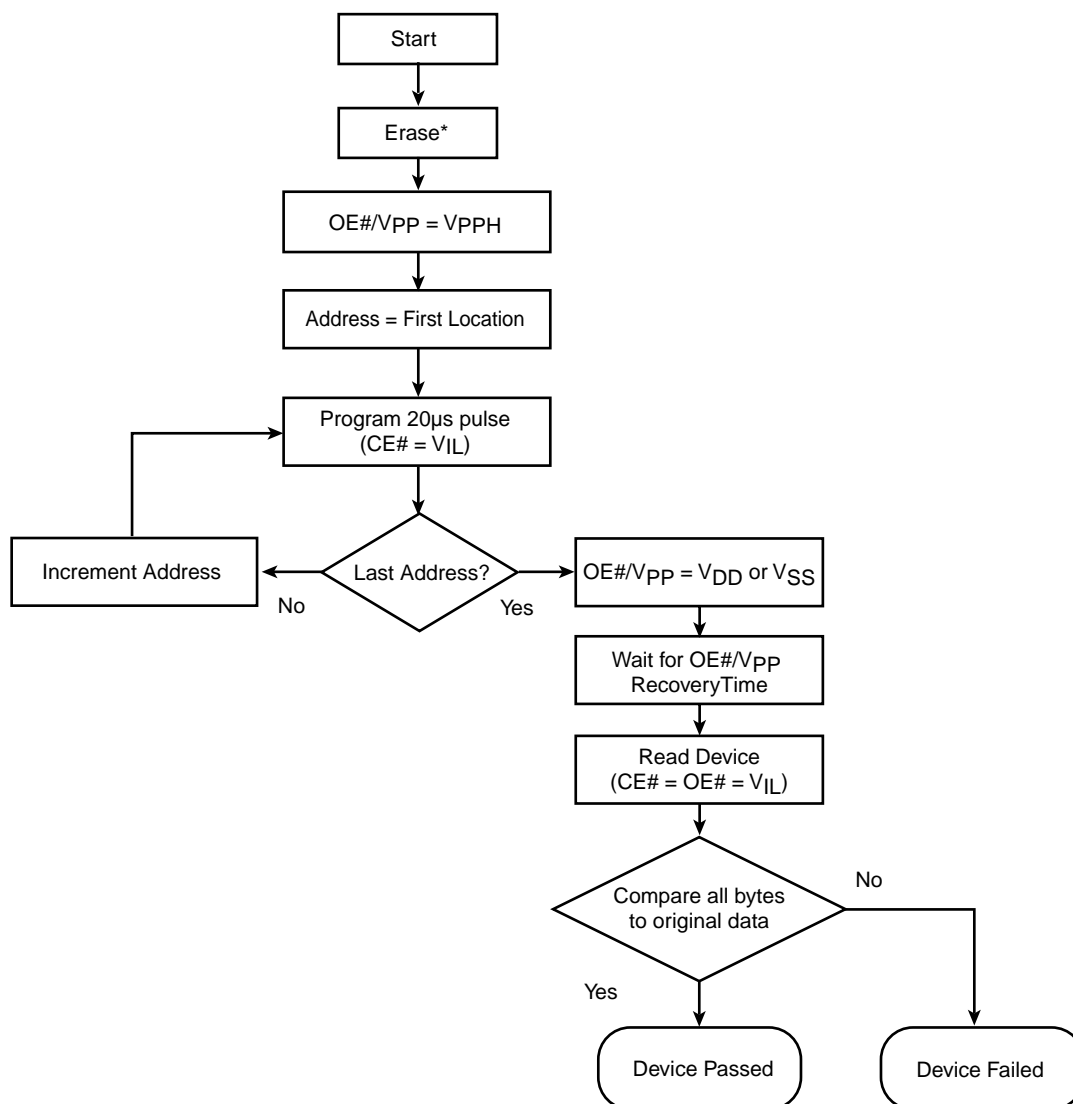 Start
Erase*
OE#/VPP = VPPH
Address = First Location
Program 20µs pulse
(CE# = VIL)
Increment Address
No
Last Address?
Yes
OE#/VPP = VDD or VSS
Wait for OE#/VPP
RecoveryTime
Read Device
(CE# = OE# = VIL)
Compare all bytes
to original data
No
Yes
Device Passed
Device Failed